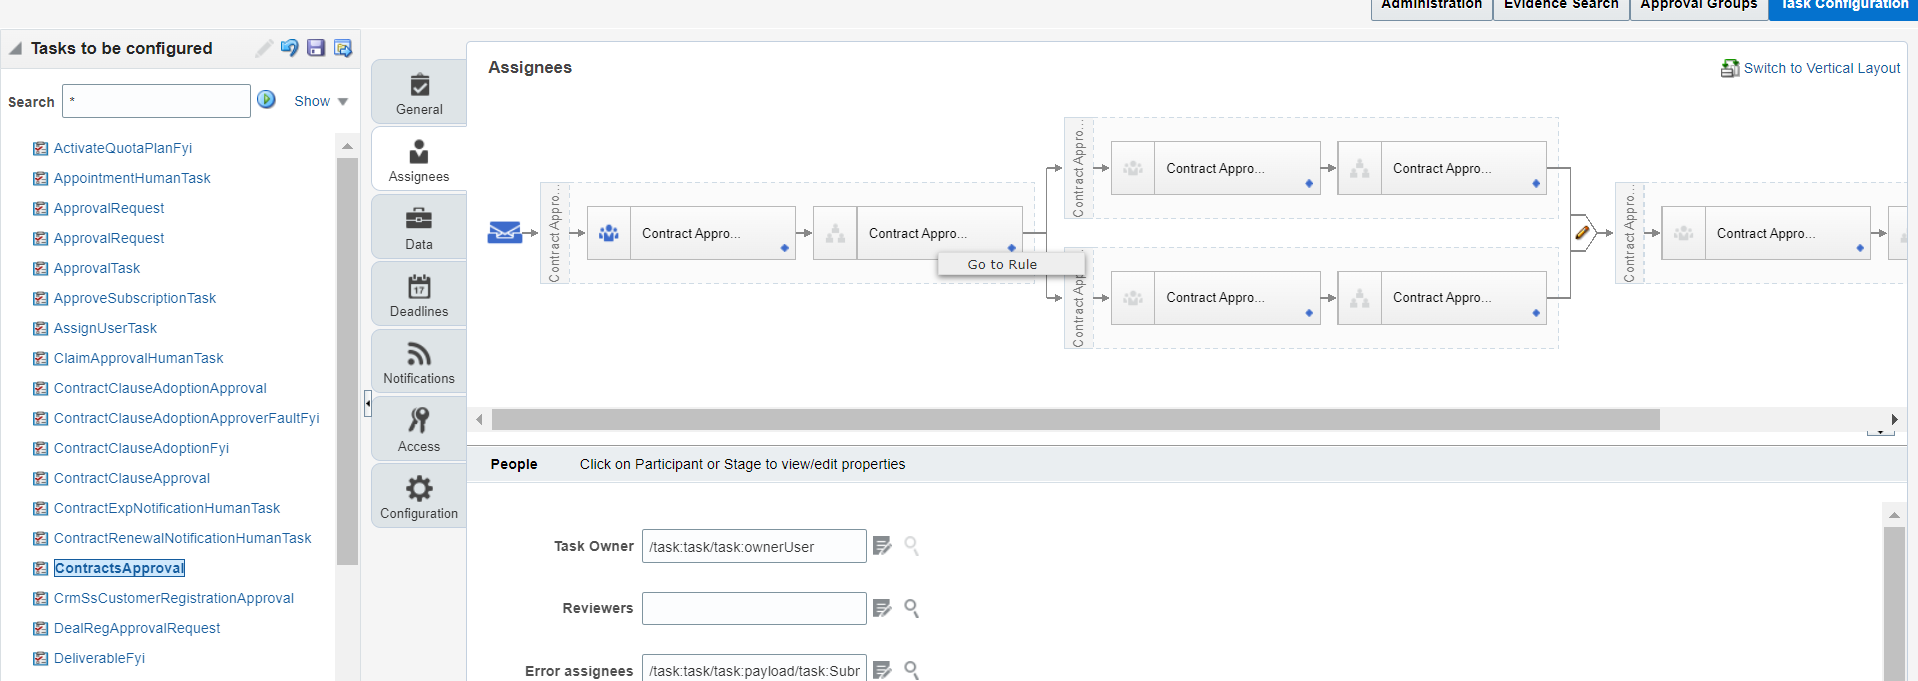 Administration
Evidence Search
Approval Groups
Task Configuration
Tasks to be configured
Search
*
Show
ActivateQuotaPlanFyi
AppointmentHumanTask
ApprovalRequest
ApprovalRequest
ApprovalTask
ApproveSubscriptionTask
AssignUserTask
ClaimApprovalHumanTask
ContractClauseAdoptionApproval
ContractClauseAdoptionApproverFaultFyi
ContractClauseAdoptionFyi
ContractClauseApproval
ContractExpNotificationHumanTask
ContractRenewalNotificationHumanTask
ContractsApproval
CrmSsCustomerRegistrationApproval
DealRegApprovalRequest
DeliverableFyi
General
Assignees
Data
17
Deadlines
Notifications
Access
Configuration
Assignees
Switch to Vertical Layout
Contract Appro...
Contract Appro...
Contract Appro...
Go to Rule
Contract Appro...
Contract Appro...
Contract Appro...
Contract Ap
Contract Appro...
Contract Appro...
Contract Appro...
Contract Appro...
People
Click on Participant or Stage to view/edit properties
Task Owner
/task:task/task:ownerUser
Reviewers
Error assignees
/task:task/task:payload/task:Subr